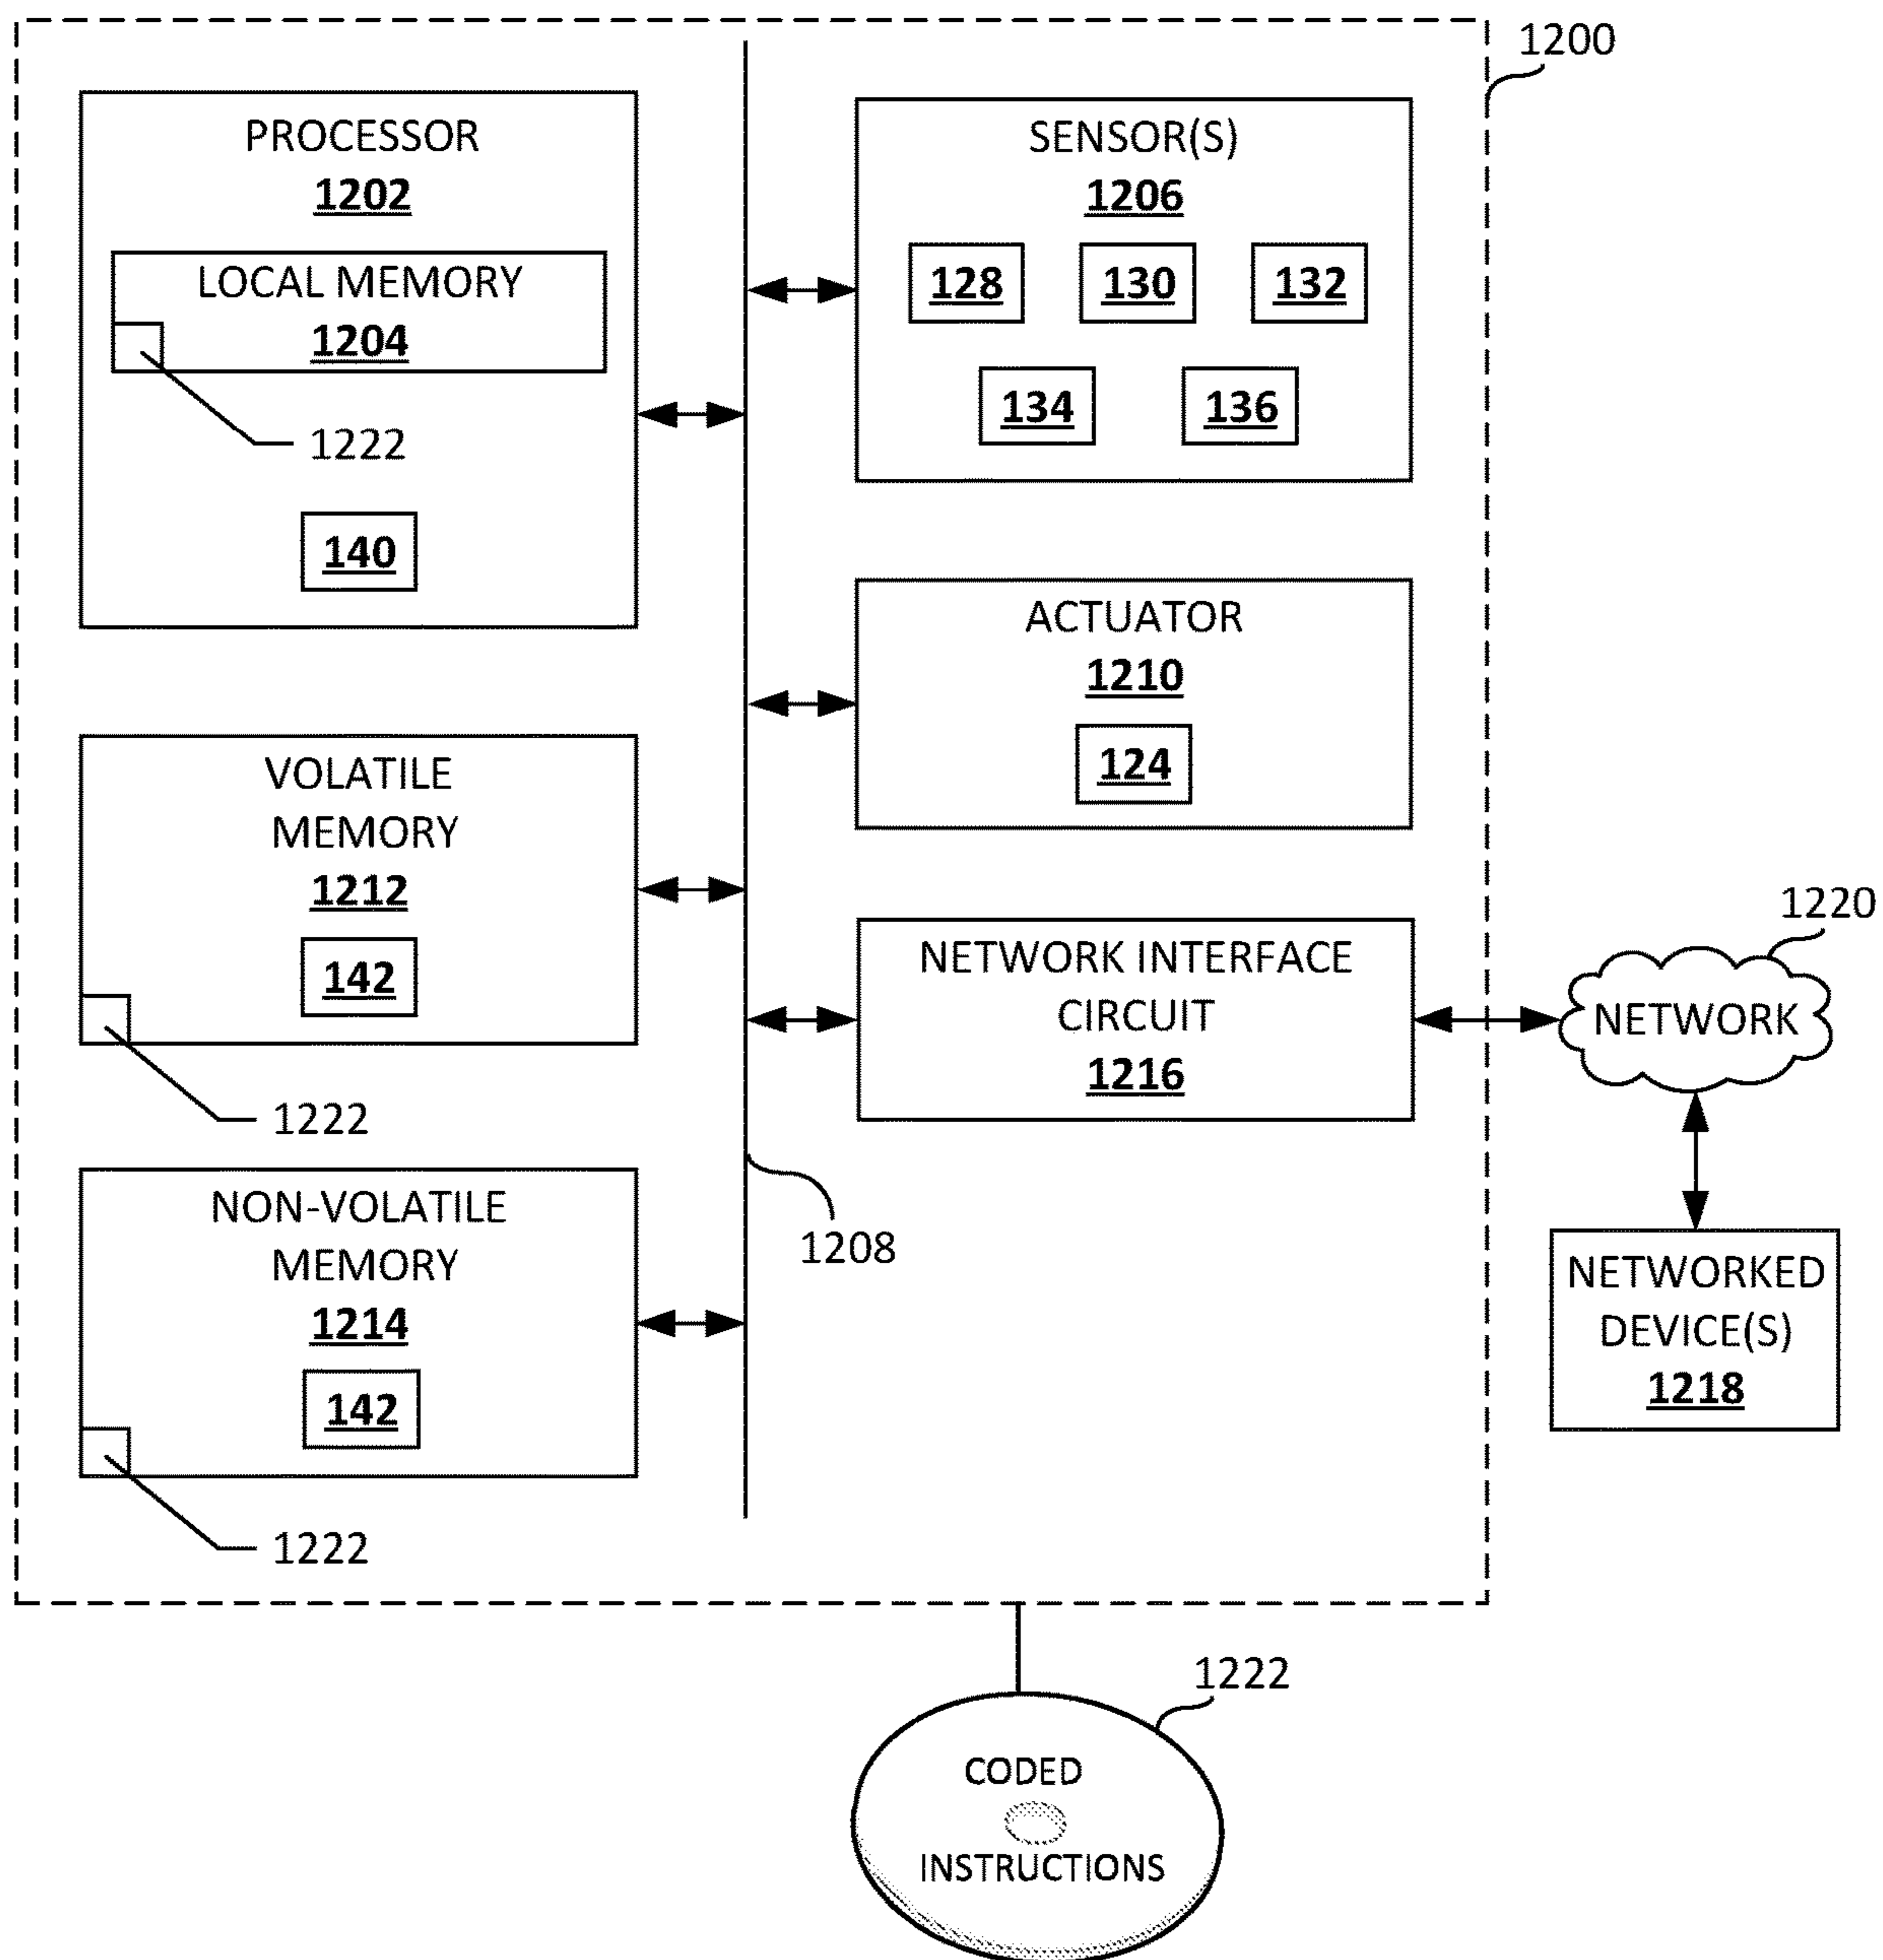 1200
PROCESSOR
1202
LOCAL MEMORY
1204
1222
140
SENSOR(S)
1206
128 130 132
134 136
ACTUATOR
1210
124
VOLATILE
MEMORY
1212
142
1222
NETWORK INTERFACE
CIRCUIT
1216
1220
NETWORK
NON-VOLATILE
MEMORY
1214
142
1222
1208
NETWORKED
DEVICE(S)
1218
1222
CODED
INSTRUCTIONS